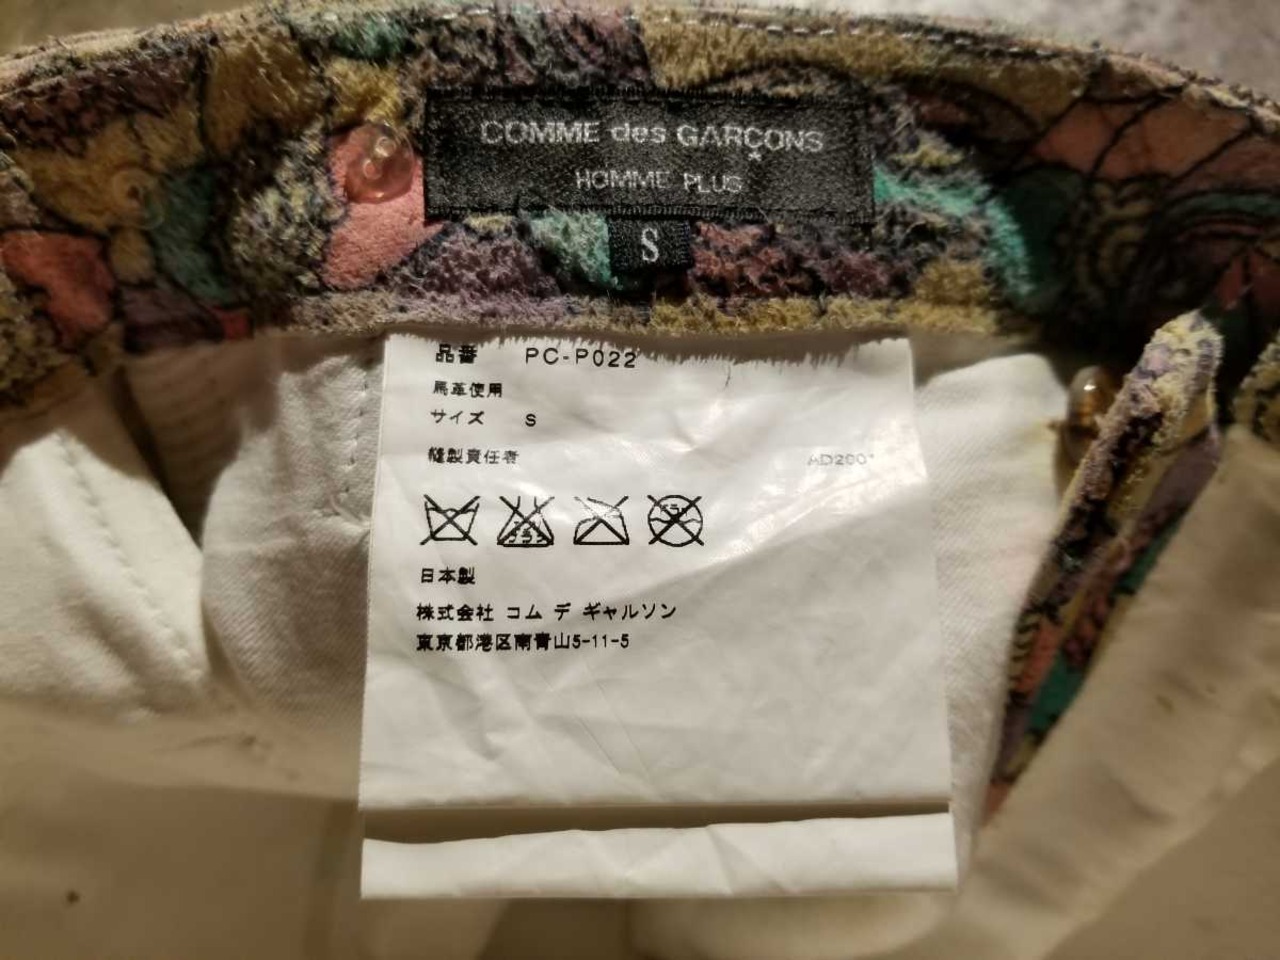 COMME des GARÇONS
HOMME PLUS
S
品番 PC-P022
馬革使用
サイズ S
縫製責任者
日本製
株式会社 コム デ ギャルソン
東京都港区南青山5-11-5